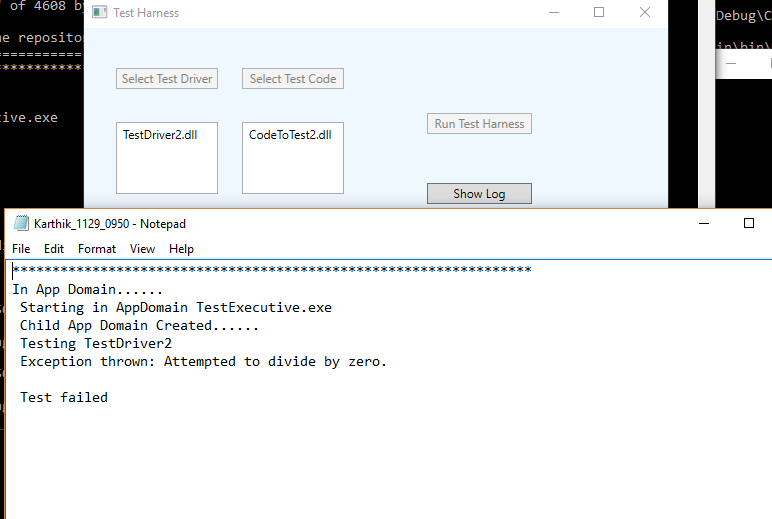 ' of 4608 b
Test Harness
Debug\C
ne reposito
in\bin\
Select Test Driver
Select Test Code
Run Test Harness
tive.exe
TestDriver2.dll
CodeToTest2.dll
Show Log
Karthik_1129_0950 - Notepad
File Edit Format View Help
*****************************************************************
In App Domain......
Starting in AppDomain TestExecutive.exe
Child App Domain Created......
Testing TestDriver2
Exception thrown: Attempted to divide by zero.
Test failed